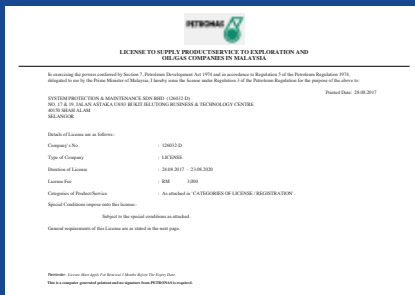 PETRONAS
LICENSE TO SUPPLY PRODUCT/SERVICE TO EXPLORATION AND
OIL/GAS COMPANIES IN MALAYSIA
In exercising the powers conferred by Section 7, Petroleum Development Act 1974 and in accordance to Regulation 5 of the Petroleum Regulation 1974,
delegated to me by the Prime Minister of Malaysia, I hereby issue the license under Regulation 3 of the Petroleum Regulation for the purpose of the above to:
Printed Date: 28.08.2017
SYSTEM PROTECTION & MAINTENANCE SDN BHD (126032-D)
NO. 17 & 19, JALAN ASTAKA U8/83 BUKIT JELUTONG BUSINESS & TECHNOLOGY CENTRE
40150 SHAH ALAM
SELANGOR
Details of License are as follows:-
Company's No : 126032-D
Type of Company : LICENSE
Duration of License : 24.08.2017 - 23.08.2020
License Fee : RM 3,000
Categories of Product/Service : As attached in 'CATEGORIES OF LICENSE / REGISTRATION'.
Special Conditions impose onto this license:
Subject to the special conditions as attached.
General requirements of this License are as stated in the next page.
Reminder: License Must Apply For Renewal 3 Months Before The Expiry Date.
This is a computer generated printout and no signature from PETRONAS is required.